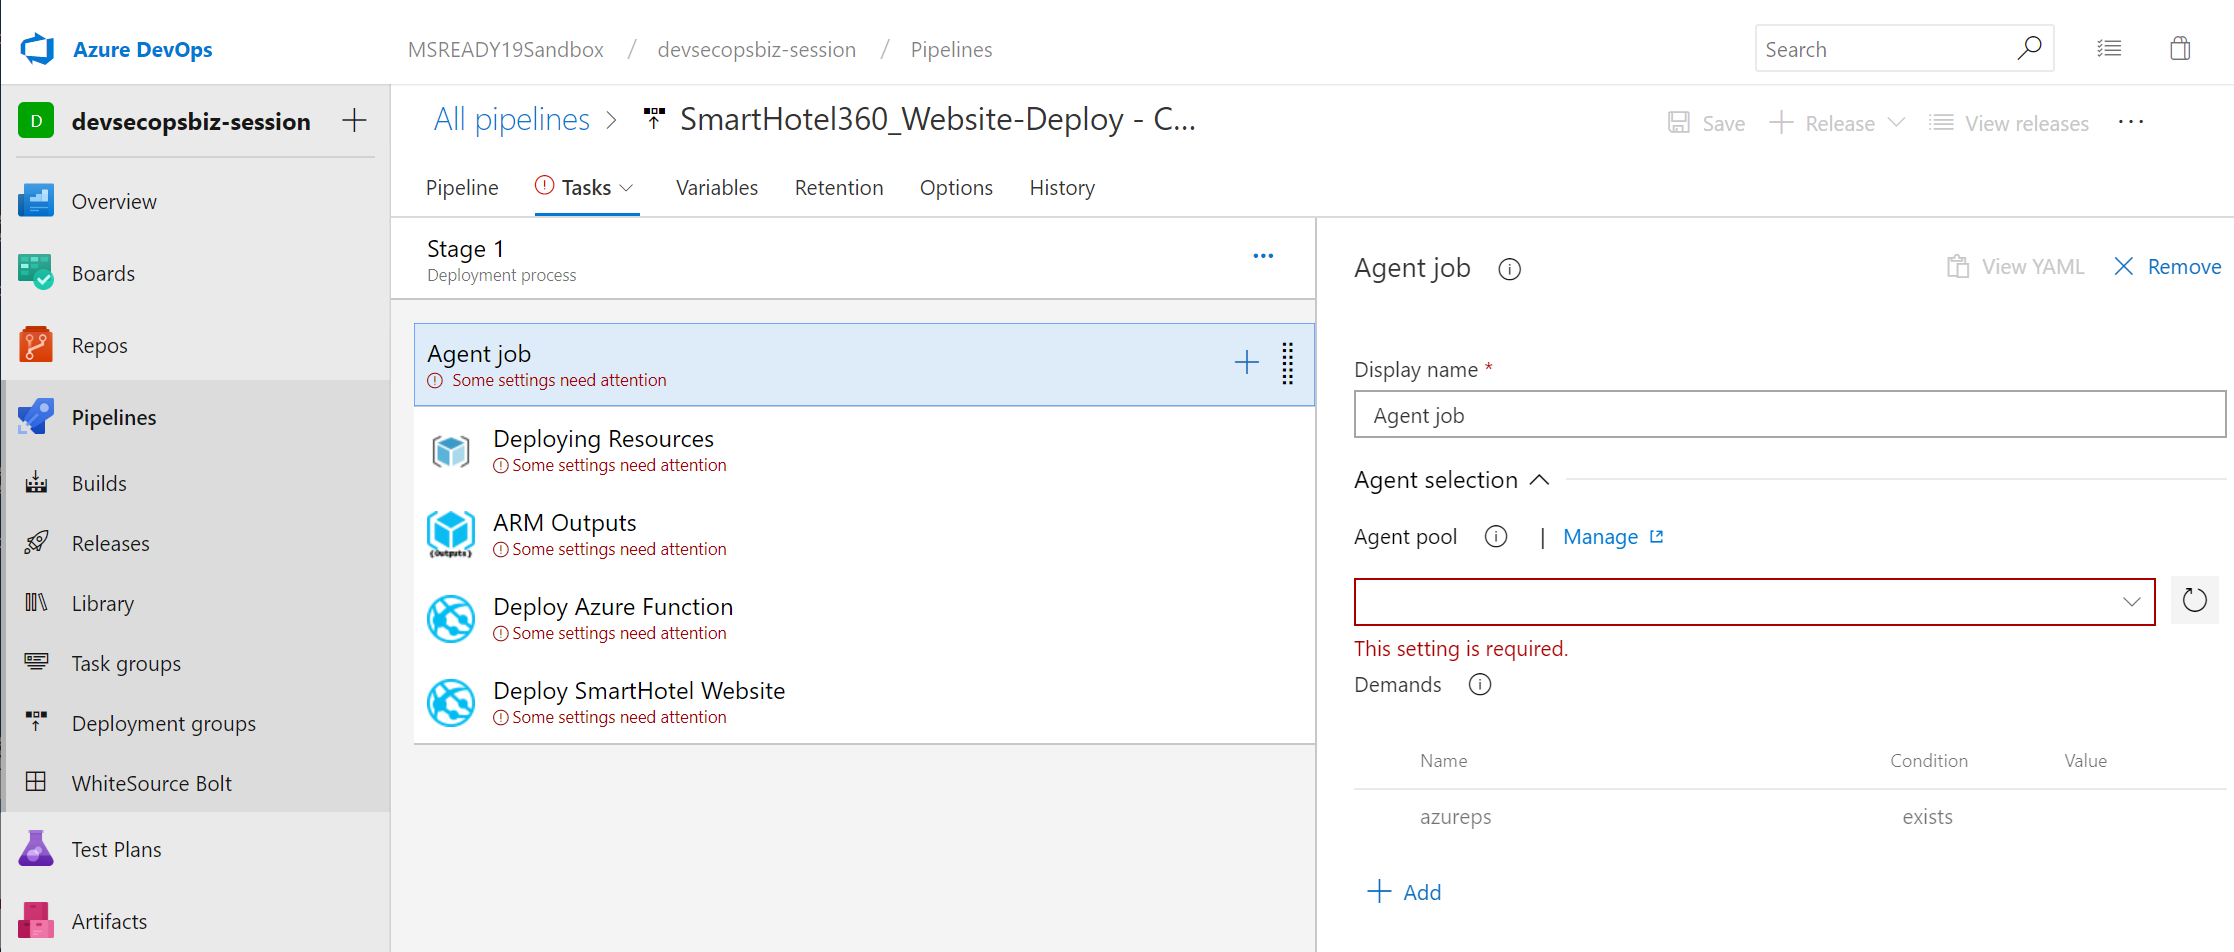 Azure DevOps
MSREADY19Sandbox / devsecopsbiz-session / Pipelines
Search
D devsecopsbiz-session
Overview
Boards
Repos
Pipelines
Builds
Releases
Library
Task groups
Deployment groups
WhiteSource Bolt
Test Plans
Artifacts
All pipelines > SmartHotel360_Website-Deploy - C...
Save Release View releases ...
Pipeline Tasks Variables Retention Options History
Stage 1
Deployment process
Agent job
Some settings need attention
Deploying Resources
Some settings need attention
{Outputs}
ARM Outputs
Some settings need attention
Deploy Azure Function
Some settings need attention
Deploy SmartHotel Website
Some settings need attention
Agent job
View YAML Remove
Display name *
Agent job
Agent selection
Agent pool | Manage
This setting is required.
Demands
Name Condition Value
azureps exists
Add